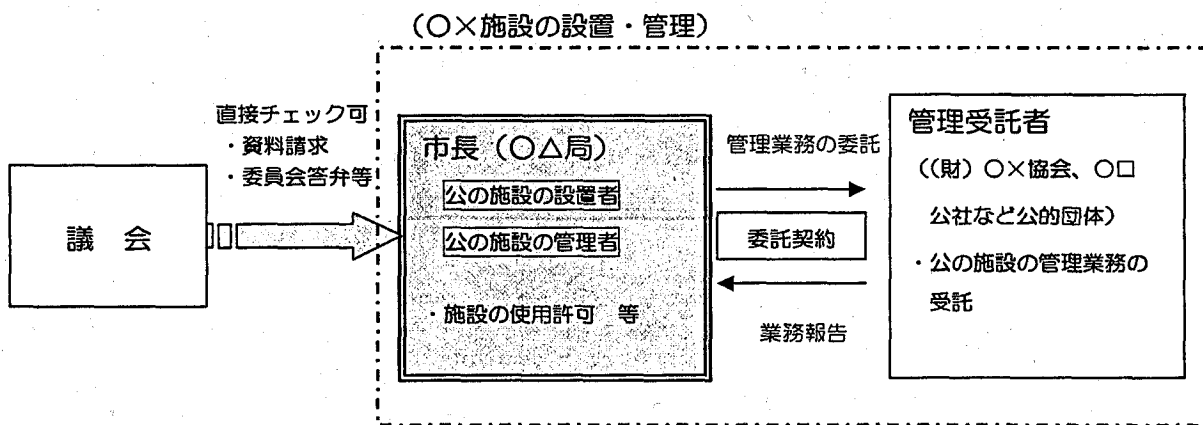 (〇×施設の設置・管理)
直接チェック可
・資料請求
・委員会答弁等
議 会
市長(〇△局)
公の施設の設置者
公の施設の管理者
・施設の使用許可 等
管理業務の委託
委託契約
業務報告
管理受託者
((財)〇×協会、〇口
公社など公的団体)
・公の施設の管理業務の
受託